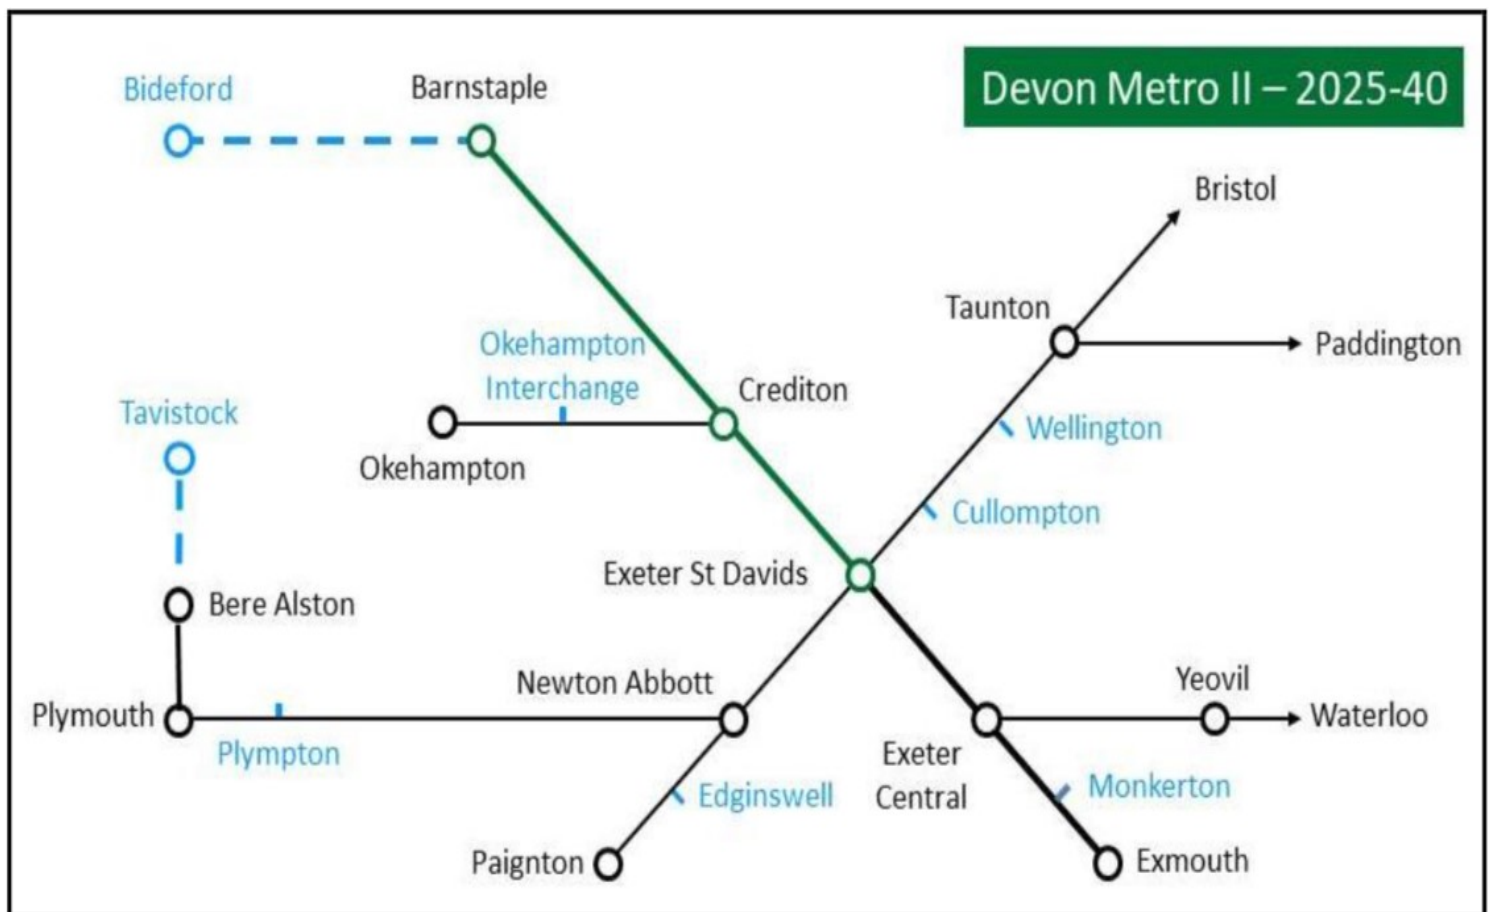 Bideford
Barnstaple
Devon Metro II – 2025-40
Bristol
Taunton
Paddington
Okehampton
Interchange
Crediton
Tavistock
Wellington
Okehampton
Cullompton
Exeter St Davids
Bere Alston
Newton Abbott
Yeovil
Plymouth
Waterloo
Plympton
Exeter
Central
Edginswell
Monkerton
Paignton
Exmouth